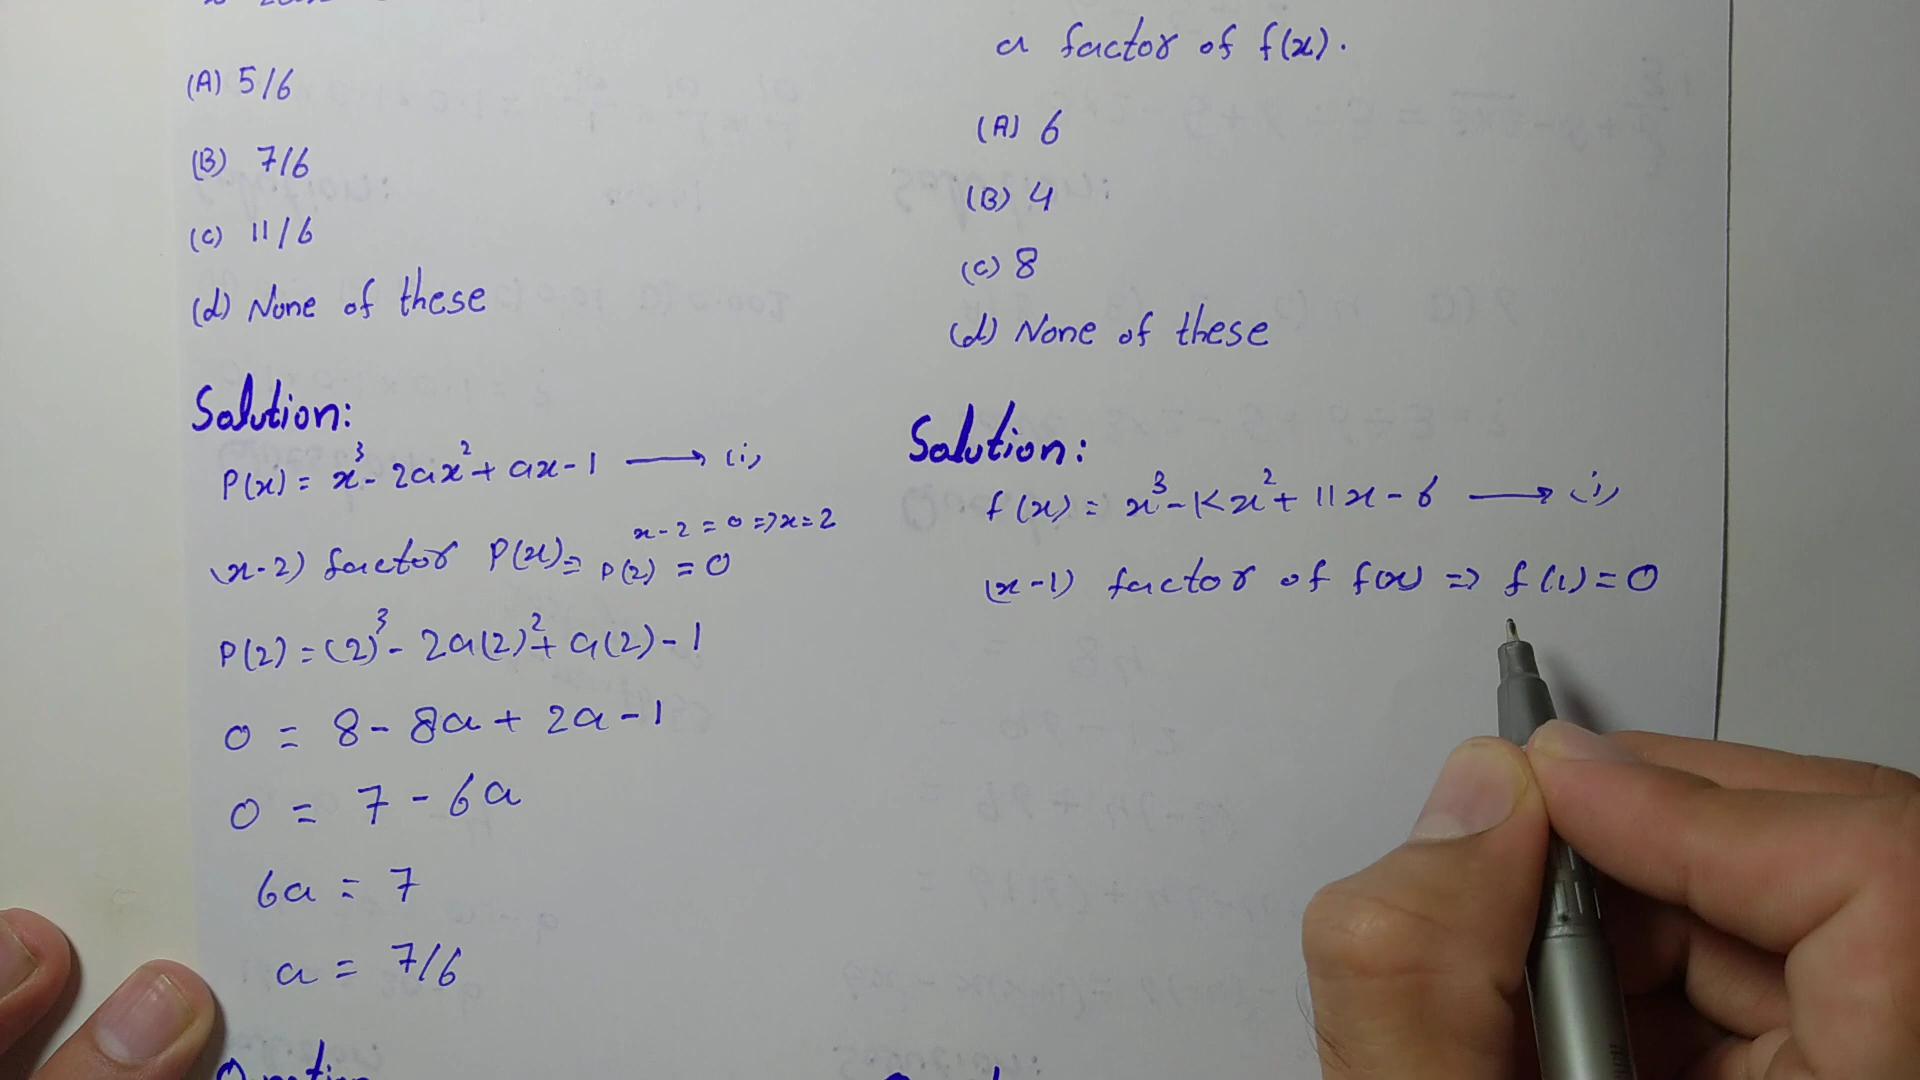 (A) 5/6
(B) 7/6
(C) 11/6
(d) None of these
Solution:
P(x) = x³ - 2ax² + ax - 1 ⟶ (i)
x-2 = 0 => x = 2
(x-2) factor P(x) = P(2) = 0
P(2) = (2)³ - 2a(2)² + a(2) - 1
0 = 8 - 8a + 2a - 1
0 = 7 - 6a
6a = 7
a = 7/6
a factor of f(x).
(A) 6
(B) 4
(C) 8
(d) None of these
Solution:
f(x) = x³ - Kx² + 11x - 6 ⟶ (i)
(x-1) factor of f(x) => f(1) = 0